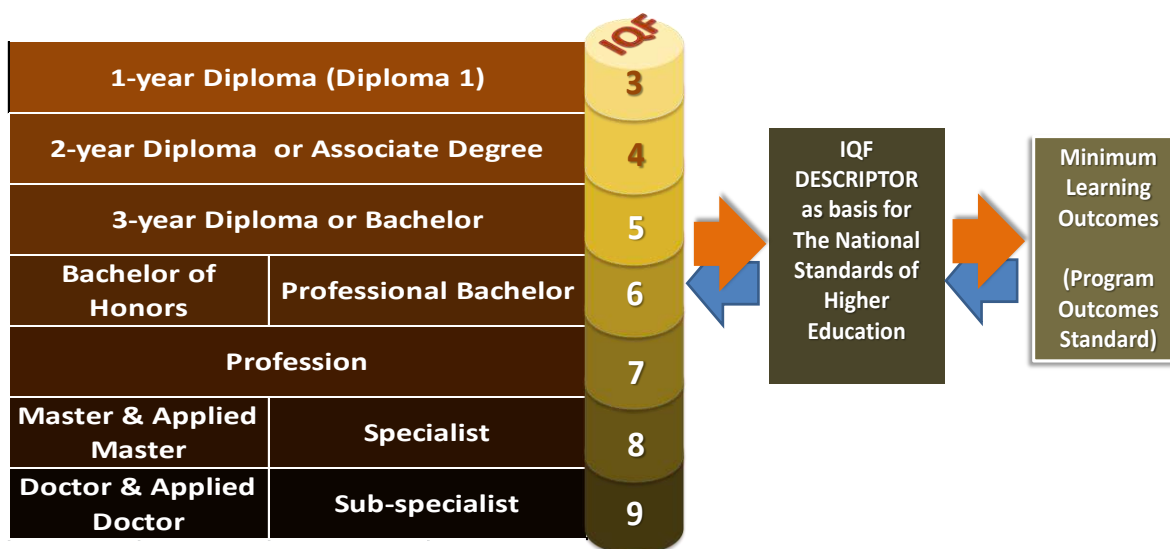 IQF
1-year Diploma (Diploma 1)
3
2-year Diploma or Associate Degree
4
3-year Diploma or Bachelor
5
Bachelor of
Honors
Professional Bachelor
6
Profession
7
Master & Applied
Master
Specialist
8
Doctor & Applied
Doctor
Sub-specialist
9
IQF
DESCRIPTOR
as basis for
The National
Standards of
Higher
Education
Minimum
Learning
Outcomes
(Program
Outcomes
Standard)